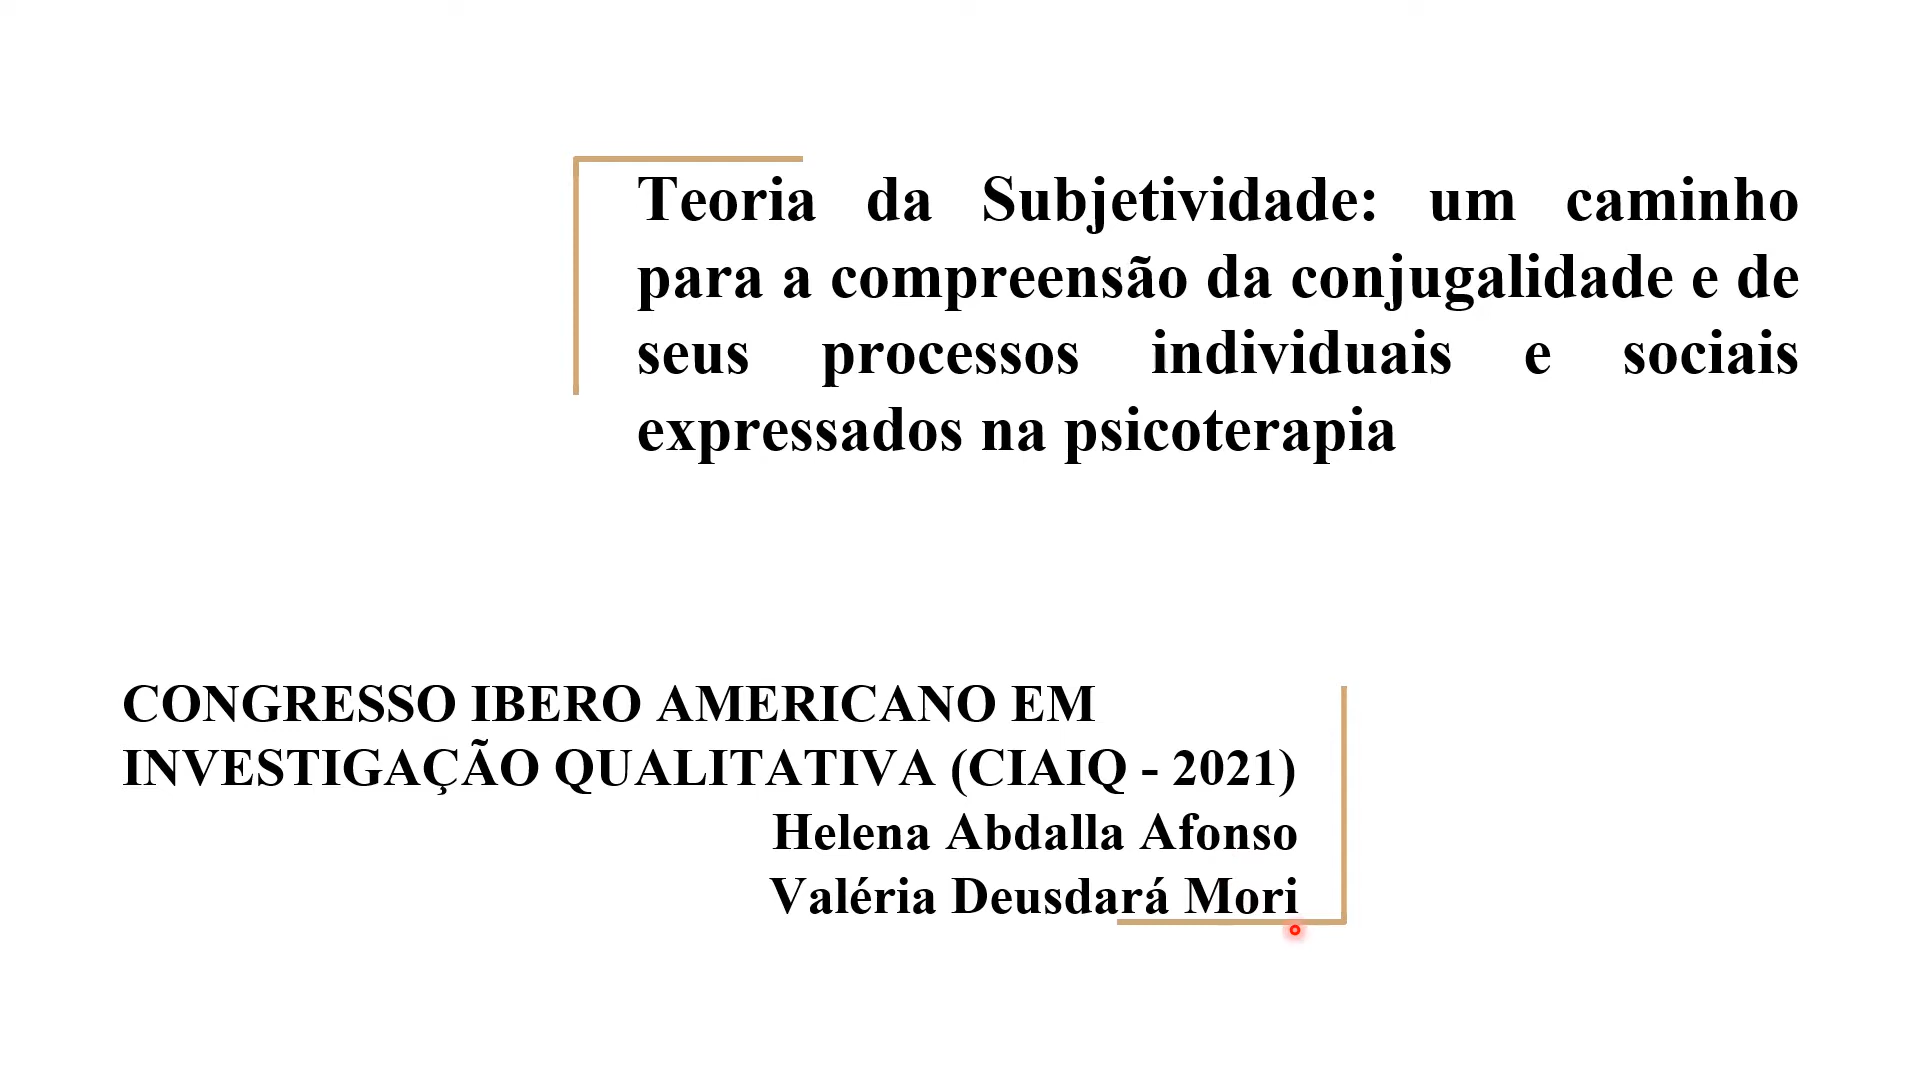 Teoria da Subjetividade: um caminho
para a compreensão da conjugalidade e de
seus processos individuais e sociais
expressados na psicoterapia
CONGRESSO IBERO AMERICANO EM
INVESTIGAÇÃO QUALITATIVA (CIAIQ - 2021)
Helena Abdalla Afonso
Valéria Deusdará Mori